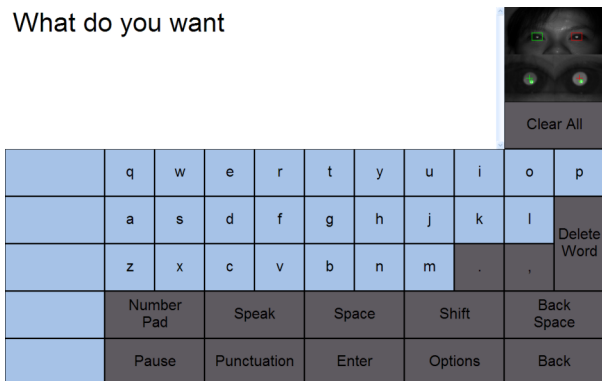 What do you want
Clear All
q w e r t y u i o p
a s d f g h j k l
Delete
Word
z x c v b n m . ,
Number
Pad
Speak
Space
Shift
Back
Space
Pause
Punctuation
Enter
Options
Back